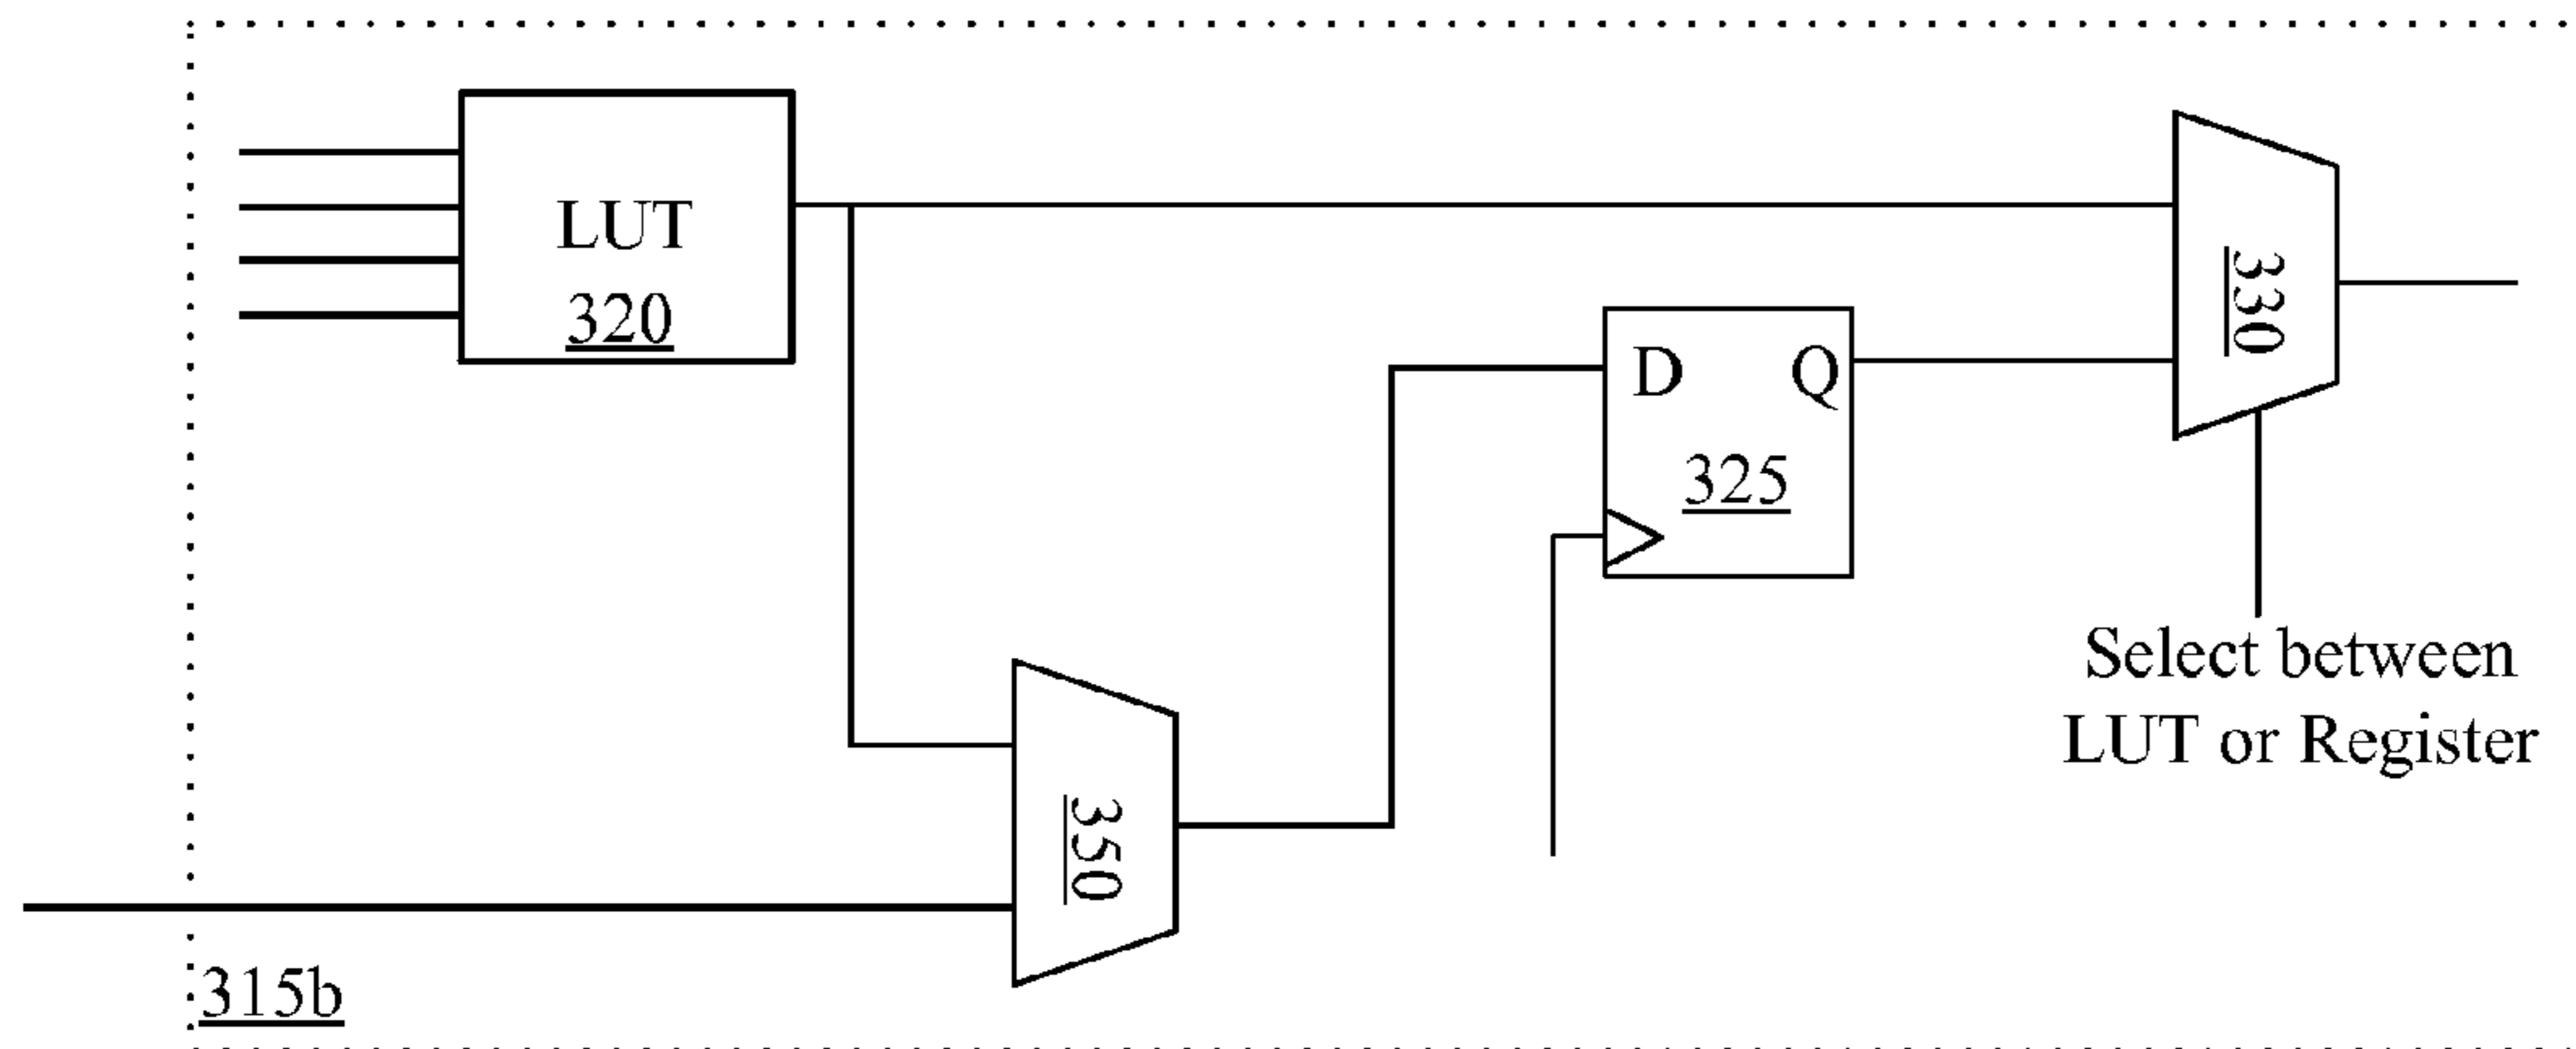 LUT
320
330
D Q
325
Select between
LUT or Register
350
315b